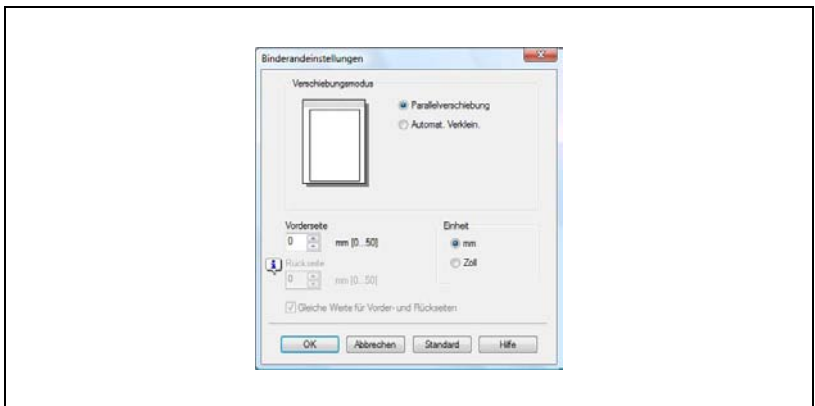 Binderandeinstellungen
Verschiebungsmodus
Parallelverschiebung
Automat. Verklein.
Vorderseite
0 mm [0...50]
Einheit
mm
Zoll
Rückseite
0 mm [0...50]
Gleiche Werte für Vorder- und Rückseiten
OK Abbrechen Standard Hilfe